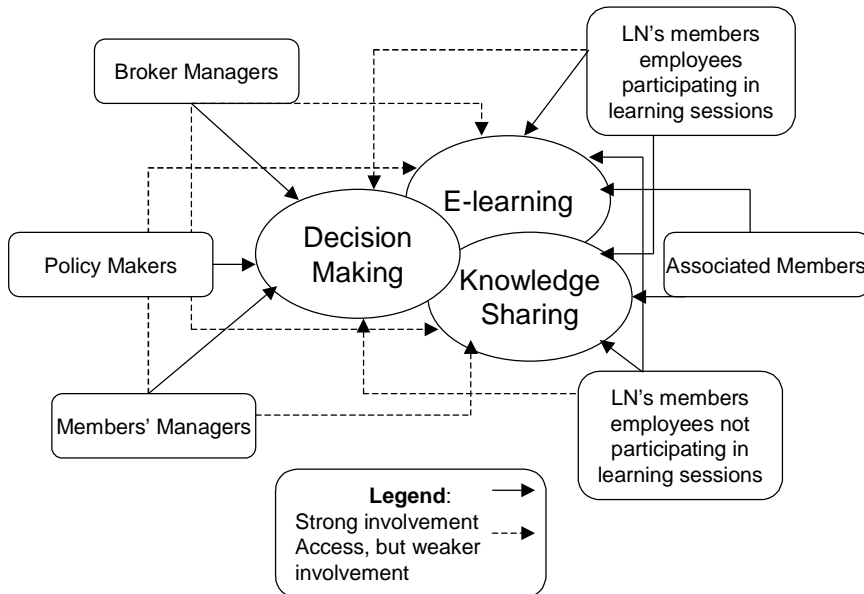 Broker Managers
LN's members
employees
participating in
learning sessions
E-learning
Decision
Making
Policy Makers
Associated Members
Knowledge
Sharing
Members' Managers
LN's members
employees not
participating in
learning sessions
Legend:
Strong involvement
Access, but weaker
involvement